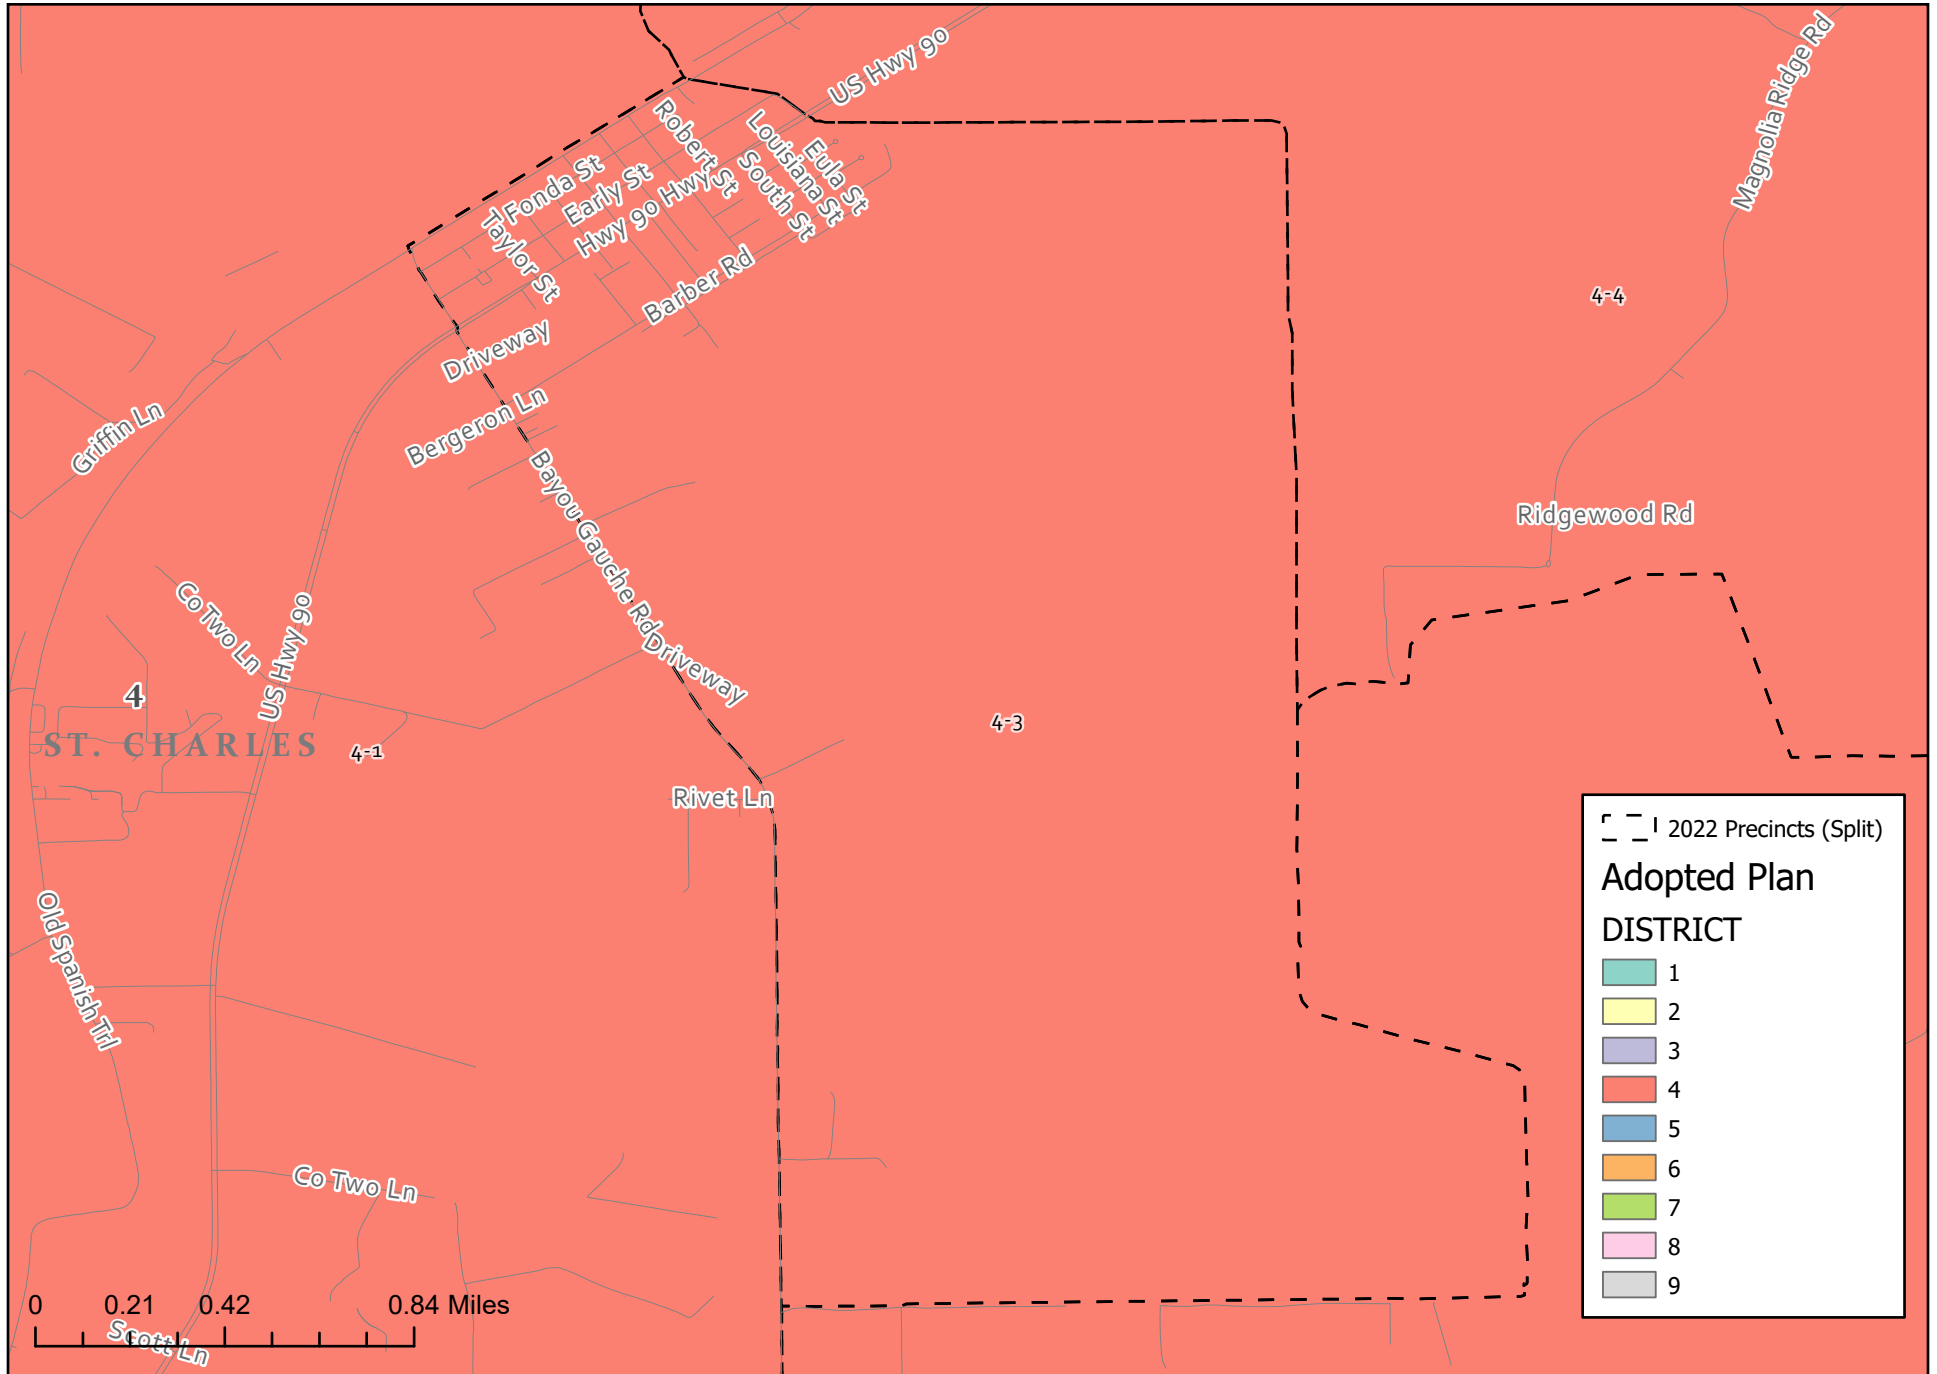 US Hwy 90
Magnolia Ridge Rd
Robert St
Louisiana St
Eula St
South St
Fonda St
Early St
Hwy 90 Hwy
Taylor St
Barber Rd
Driveway
Bergeron Ln
Griffin Ln
Bayou Gauche Rd
Driveway
4-4
Ridgewood Rd
Co Two Ln
US Hwy 90
4
ST. CHARLES
4-1
4-3
Rivet Ln
Old Spanish Trl
Co Two Ln
Scott Ln
0 0.21 0.42 0.84 Miles
2022 Precincts (Split)
Adopted Plan
DISTRICT
1
2
3
4
5
6
7
8
9